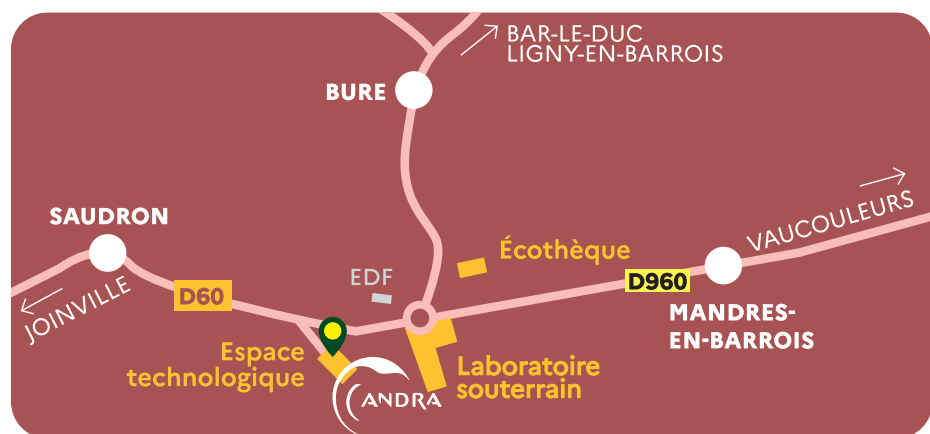 BAR-LE-DUC
LIGNY-EN-BARROIS
BURE
SAUDRON
VAUCOULEURS
Écothèque
EDF
D960
JOINVILLE
D60
MANDRES-
EN-BARROIS
Espace
technologique
Laboratoire
souterrain
ANDRA